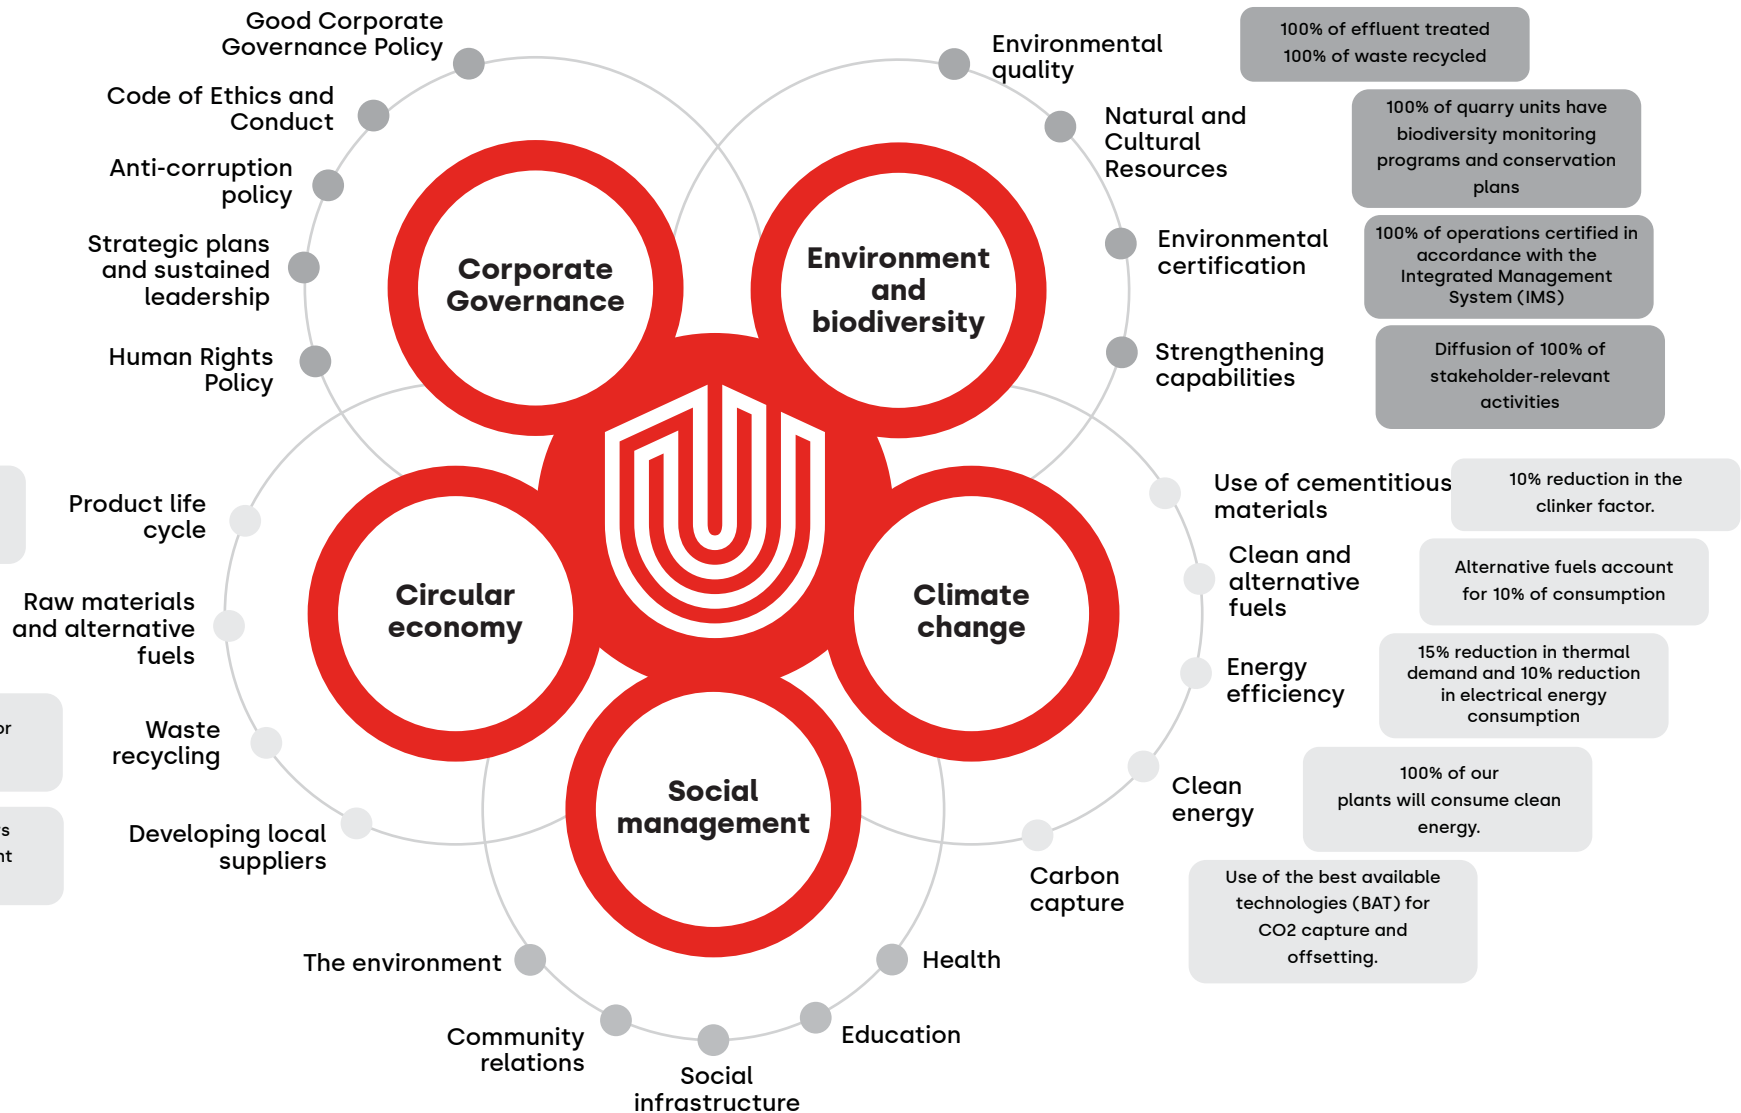 Good Corporate
Governance Policy
Code of Ethics and
Conduct
Anti-corruption
policy
Strategic plans
and sustained
leadership
Human Rights
Policy
Corporate
Governance
Environment
and
biodiversity
Environmental
quality
100% of effluent treated
100% of waste recycled
Natural and
Cultural
Resources
100% of quarry units have
biodiversity monitoring
programs and conservation
plans
Environmental
certification
100% of operations certified in
accordance with the
Integrated Management
System (IMS)
Strengthening
capabilities
Diffusion of 100% of
stakeholder-relevant
activities
Product life
cycle
Raw materials
and alternative
fuels
Waste
recycling
Developing local
suppliers
Circular
economy
Climate
change
Use of cementitious
materials
10% reduction in the
clinker factor.
Clean and
alternative
fuels
Alternative fuels account
for 10% of consumption
Energy
efficiency
15% reduction in thermal
demand and 10% reduction
in electrical energy
consumption
Clean
energy
100% of our
plants will consume clean
energy.
Carbon
capture
Use of the best available
technologies (BAT) for
CO2 capture and
offsetting.
Social
management
The environment
Community
relations
Social
infrastructure
Education
Health